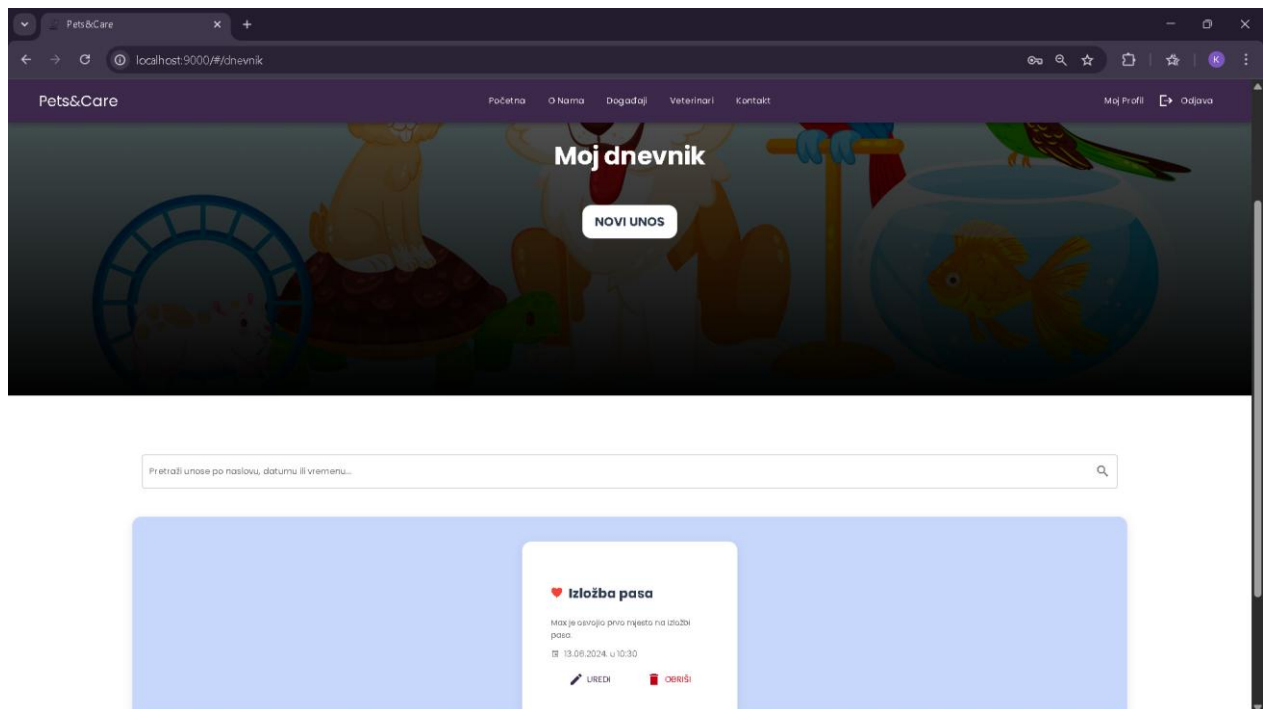 Pets&Care
localhost:9000/#/dnevnik
K
Pets&Care
Početna O Nama Događaji Veterinari Kontakt
Moj Profil Odjava
Moj dnevnik
NOVI UNOS
Pretraži unose po naslovu, datumu ili vremenu...
Izložba pasa
Max je osvojio prvo mjesto na izložbi
pasa.
13.06.2024. u 10:30
UREDI OBRIŠI